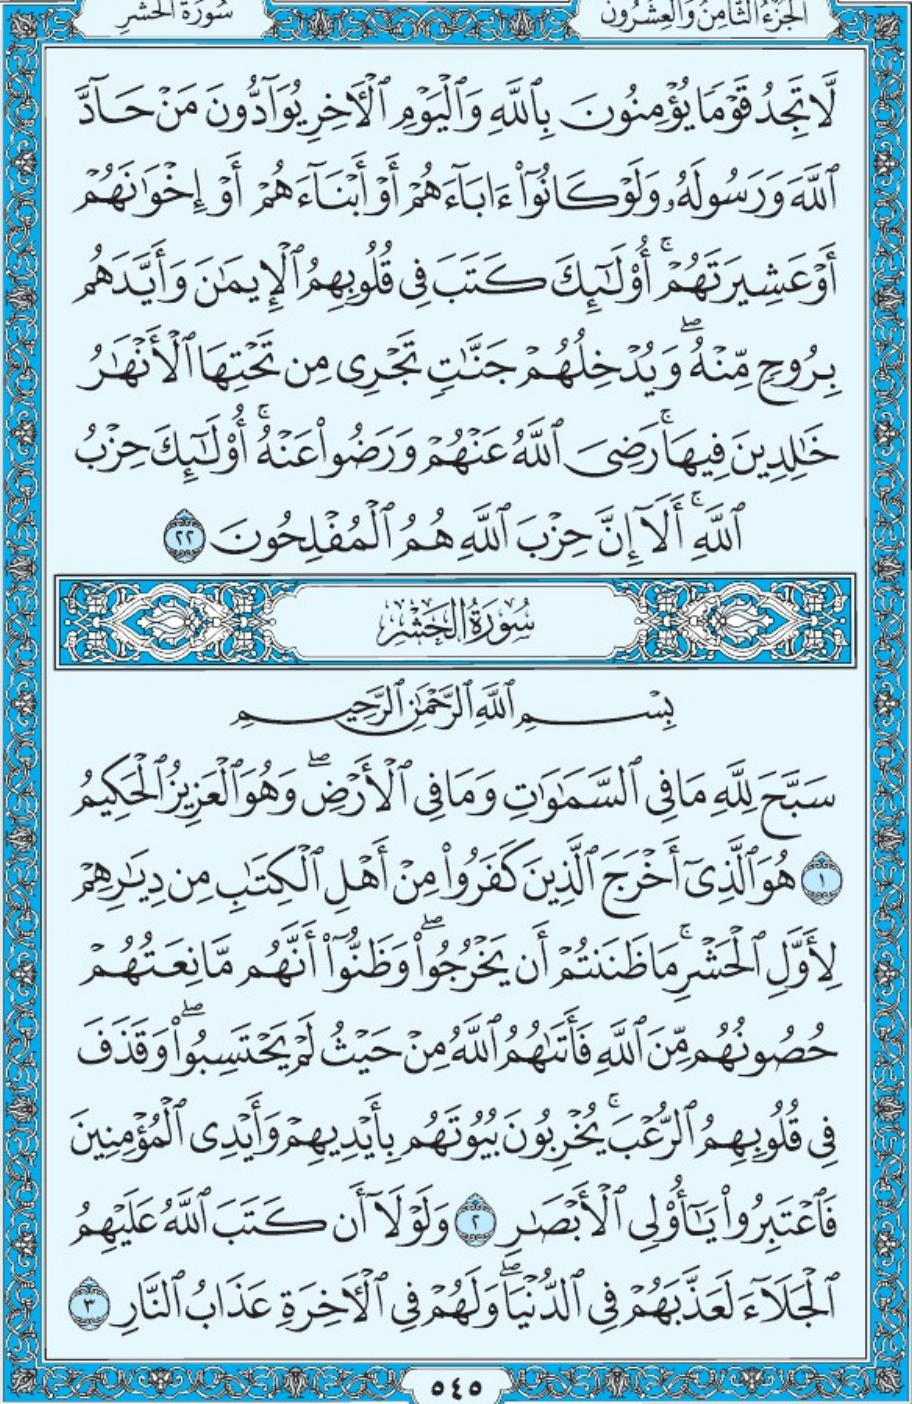 الجزء الثامن والعشرون
سورة الحشر
لَّا تَجِدُ قَوْمًا يُؤْمِنُونَ بِٱللَّهِ وَٱلْيَوْمِ ٱلْأَخِرِ يُوَآدُّونَ مَنْ حَآدَّ
ٱللَّهَ وَرَسُولَهُۥ وَلَوْ كَانُوٓا۟ ءَابَآءَهُمْ أَوْ أَبْنَآءَهُمْ أَوْ إِخْوَٰنَهُمْ
أَوْ عَشِيرَتَهُمْ ۚ أُو۟لَـٰٓئِكَ كَتَبَ فِى قُلُوبِهِمُ ٱلْإِيمَـٰنَ وَأَيَّدَهُم
بِرُوحٍ مِّنْهُ ۖ وَيُدْخِلُهُمْ جَنَّـٰتٍ تَجْرِى مِن تَحْتِهَا ٱلْأَنْهَـٰرُ
خَـٰلِدِينَ فِيهَا ۚ رَضِىَ ٱللَّهُ عَنْهُمْ وَرَضُوا۟ عَنْهُ ۚ أُو۟لَـٰٓئِكَ حِزْبُ
ٱللَّهِ ۚ أَلَآ إِنَّ حِزْبَ ٱللَّهِ هُمُ ٱلْمُفْلِحُونَ ٢٢
سُورَةُ الحَشْرِ
بِسْمِ ٱللَّهِ ٱلرَّحْمَـٰنِ ٱلرَّحِيمِ
سَبَّحَ لِلَّهِ مَا فِى ٱلسَّمَـٰوَٰتِ وَمَا فِى ٱلْأَرْضِ ۖ وَهُوَ ٱلْعَزِيزُ ٱلْحَكِيمُ
١ هُوَ ٱلَّذِىٓ أَخْرَجَ ٱلَّذِينَ كَفَرُوا۟ مِنْ أَهْلِ ٱلْكِتَـٰبِ مِن دِيَـٰرِهِمْ
لِأَوَّلِ ٱلْحَشْرِ ۚ مَا ظَنَنتُمْ أَن يَخْرُجُوا۟ ۖ وَظَنُّوٓا۟ أَنَّهُم مَّانِعَتُهُمْ
حُصُونُهُم مِّنَ ٱللَّهِ فَأَتَىٰهُمُ ٱللَّهُ مِنْ حَيْثُ لَمْ يَحْتَسِبُوا۟ ۖ وَقَذَفَ
فِى قُلُوبِهِمُ ٱلرُّعْبَ ۚ يُخْرِبُونَ بُيُوتَهُم بِأَيْدِيهِمْ وَأَيْدِى ٱلْمُؤْمِنِينَ
فَٱعْتَبِرُوا۟ يَـٰٓأُو۟لِى ٱلْأَبْصَـٰرِ ٢ وَلَوْلَآ أَن كَتَبَ ٱللَّهُ عَلَيْهِمُ
ٱلْجَلَآءَ لَعَذَّبَهُمْ فِى ٱلدُّنْيَا ۖ وَلَهُمْ فِى ٱلْأَخِرَةِ عَذَابُ ٱلنَّارِ ٣
٥٤٥